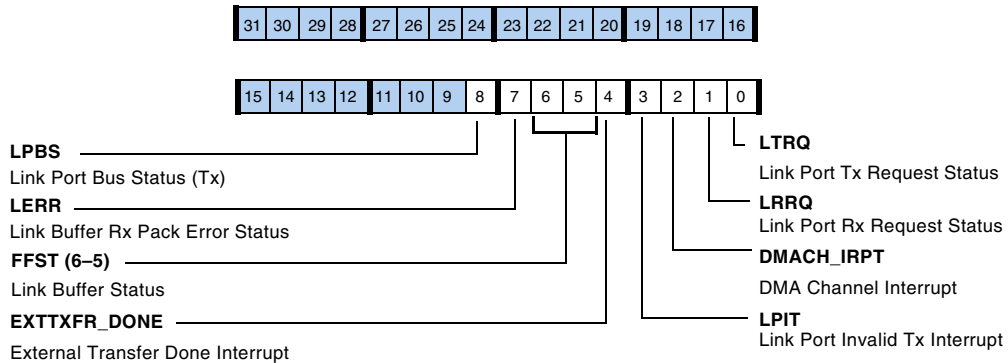 31 30 29 28 27 26 25 24 23 22 21 20 19 18 17 16
15 14 13 12 11 10 9 8 7 6 5 4 3 2 1 0
LPBS
Link Port Bus Status (Tx)
LERR
Link Buffer Rx Pack Error Status
FFST (6–5)
Link Buffer Status
EXTTXFR_DONE
External Transfer Done Interrupt
LTRQ
Link Port Tx Request Status
LRRQ
Link Port Rx Request Status
DMACH_IRPT
DMA Channel Interrupt
LPIT
Link Port Invalid Tx Interrupt